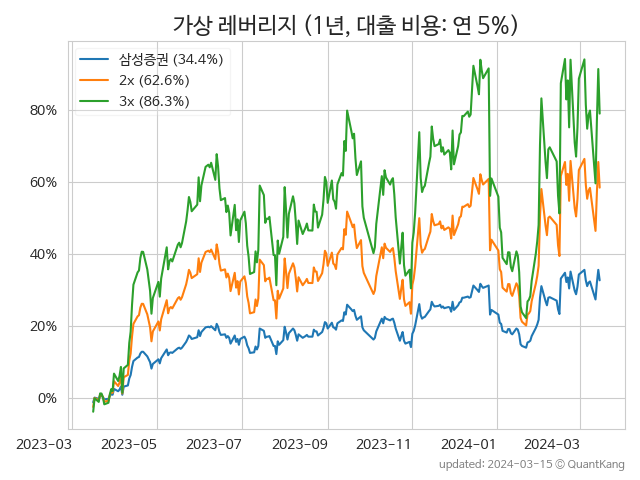 가상 레버리지 (1년, 대출 비용: 연 5%)
삼성증권 (34.4%)
2x (62.6%)
3x (86.3%)
80%
60%
40%
20%
0%
2023-03 2023-05 2023-07 2023-09 2023-11 2024-01 2024-03
updated: 2024-03-15 © QuantKang